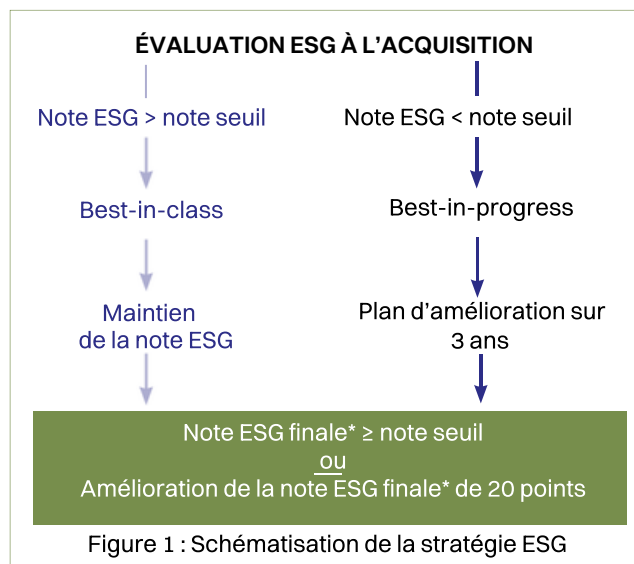 ÉVALUATION ESG À L'ACQUISITION
Note ESG > note seuil
Note ESG < note seuil
Best-in-class
Best-in-progress
Maintien
de la note ESG
Plan d'amélioration sur
3 ans
Note ESG finale* ≥ note seuil
ou
Amélioration de la note ESG finale* de 20 points
Figure 1 : Schématisation de la stratégie ESG